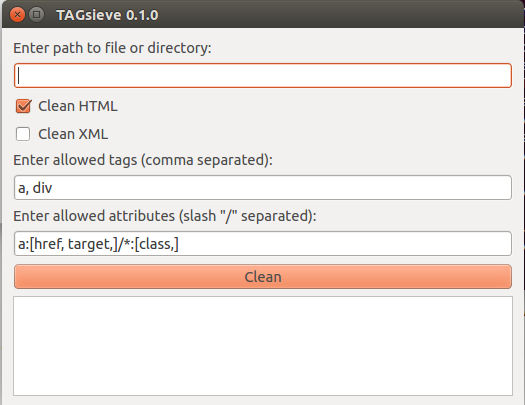 TAGsieve 0.1.0
Enter path to file or directory:
Clean HTML
Clean XML
Enter allowed tags (comma separated):
a, div
Enter allowed attributes (slash "/" separated):
a:[href, target,]/*:[class,]
Clean